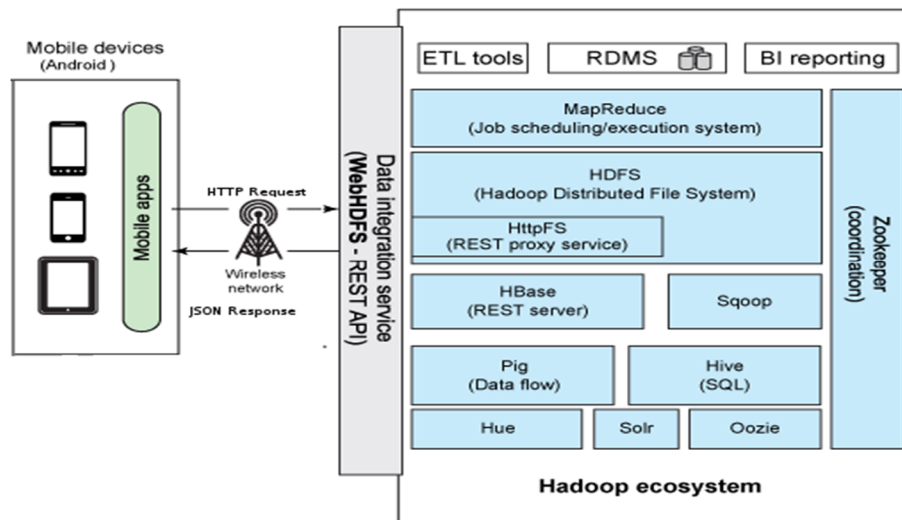 Mobile devices
(Android )
Mobile apps
HTTP Request
Wireless
network
JSON Response
Data integration service
(WebHDFS - REST API)
ETL tools
RDMS
BI reporting
MapReduce
(Job scheduling/execution system)
HDFS
(Hadoop Distributed File System)
HttpFS
(REST proxy service)
HBase
(REST server)
Sqoop
Pig
(Data flow)
Hive
(SQL)
Hue
Solr
Oozie
Zookeeper
(coordination)
Hadoop ecosystem